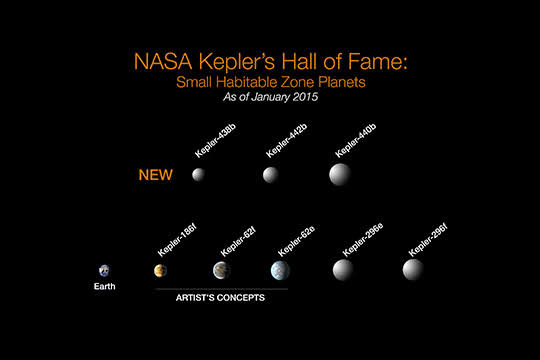 NASA Kepler's Hall of Fame:
Small Habitable Zone Planets
As of January 2015
Kepler-438b
Kepler-442b
Kepler-440b
NEW
Kepler-186f
Kepler-62f
Kepler-62e
Kepler-296e
Kepler-296f
Earth
ARTIST'S CONCEPTS